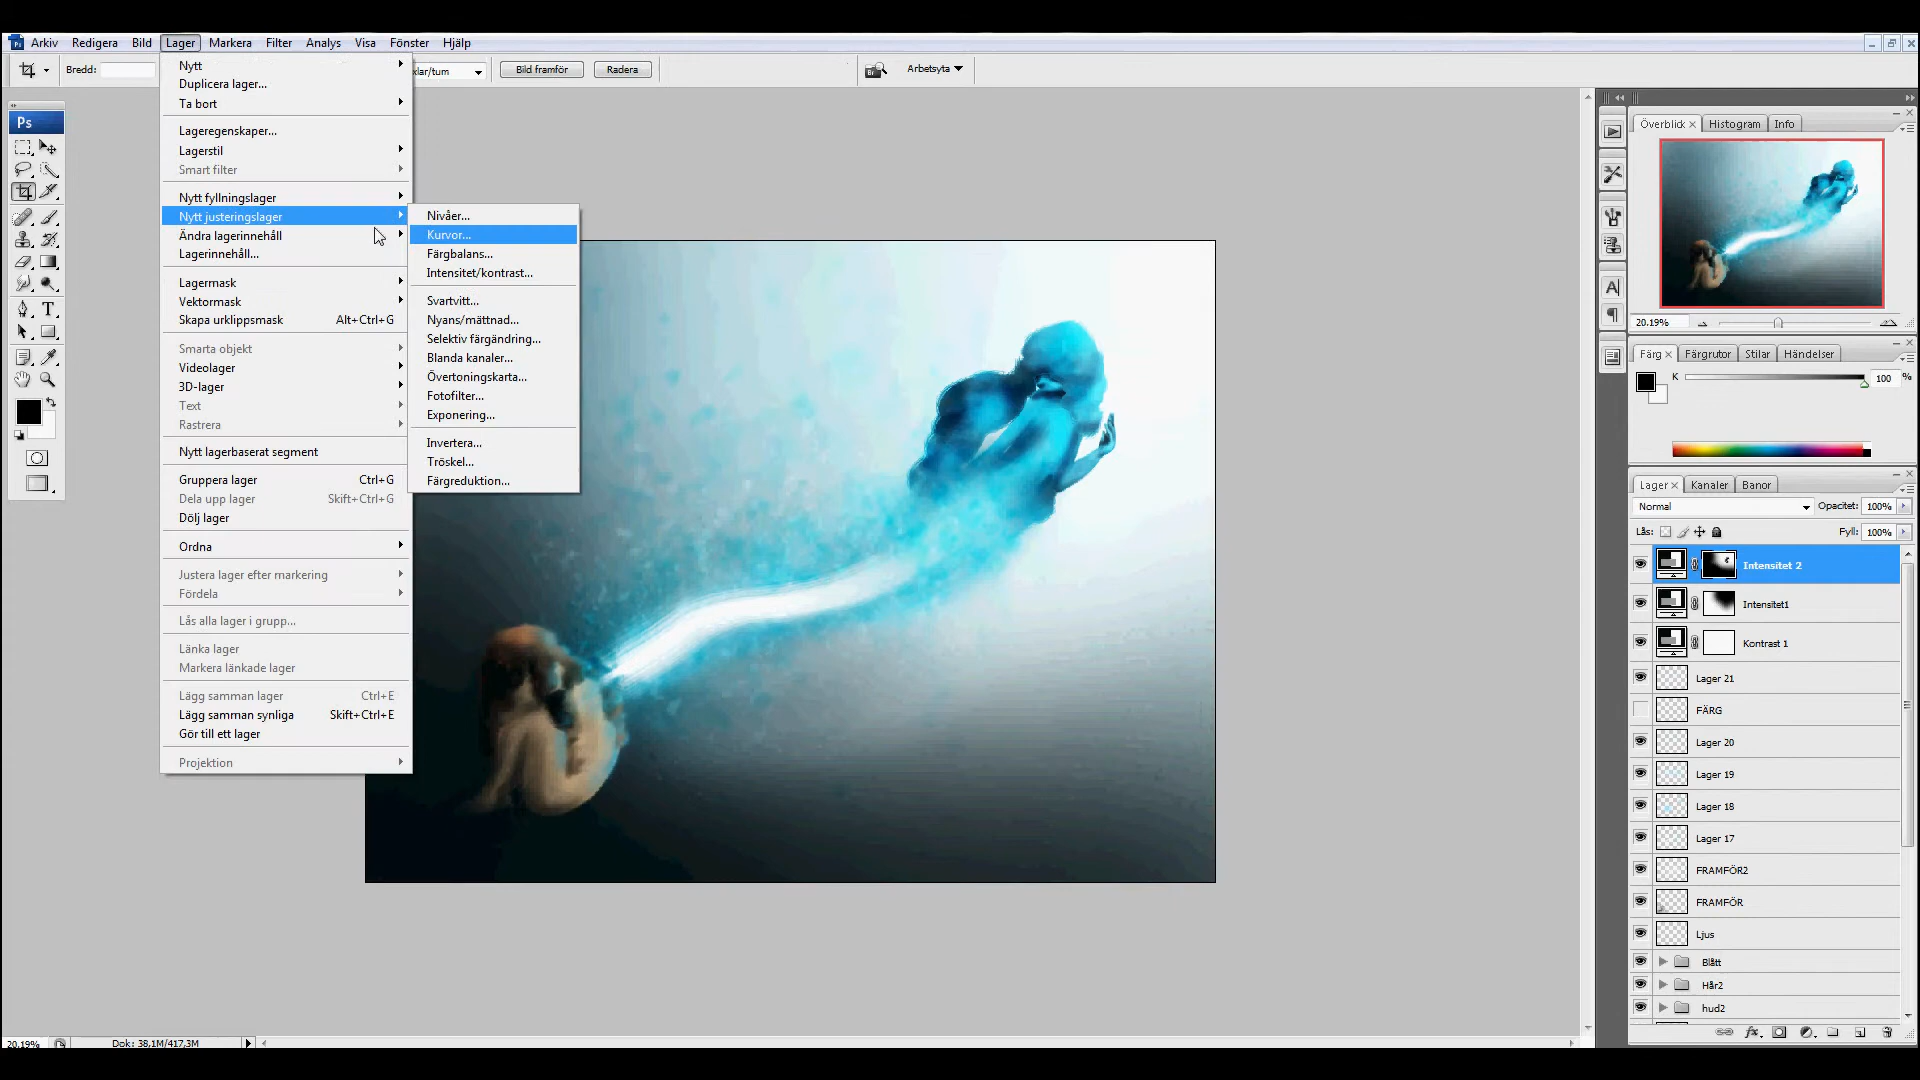 Arkiv Redigera Bild Lager Markera Filter Analys Visa Fönster Hjälp
Bredd: xlar/tum Bild framför Radera Arbetsyta
Ps
Nytt
Duplicera lager...
Ta bort
Lageregenskaper...
Lagerstil
Smart filter
Nytt fyllningslager
Nytt justeringslager
Ändra lagerinnehåll
Lagerinnehåll...
Lagermask
Vektormask
Skapa urklippsmask Alt+Ctrl+G
Smarta objekt
Videolager
3D-lager
Text
Rastrera
Nytt lagerbaserat segment
Gruppera lager Ctrl+G
Dela upp lager Skift+Ctrl+G
Dölj lager
Ordna
Justera lager efter markering
Fördela
Lås alla lager i grupp...
Länka lager
Markera länkade lager
Lägg samman lager Ctrl+E
Lägg samman synliga Skift+Ctrl+E
Gör till ett lager
Projektion
Nivåer...
Kurvor...
Färgbalans...
Intensitet/kontrast...
Svartvitt...
Nyans/mättnad...
Selektiv färgändring...
Blanda kanaler...
Övertoningskarta...
Fotofilter...
Exponering...
Invertera...
Tröskel...
Färgreduktion...
Överblick Histogram Info
20.19%
Färg Färgrutor Stilar Händelser
K 100 %
Lager Kanaler Banor
Normal Opacitet: 100%
Lås: Fyll: 100%
Intensitet 2
Intensitet1
Kontrast 1
Lager 21
FÄRG
Lager 20
Lager 19
Lager 18
Lager 17
FRAMFÖR2
FRAMFÖR
Ljus
Blått
Hår2
hud2
20.19% Dok: 38,1M/417,3M